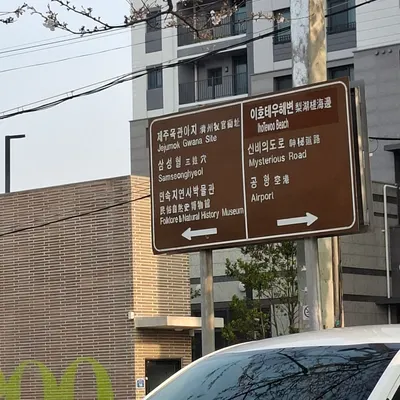 제주목관아지 濟州牧官衙址
Jejumok Gwana Site
삼성혈 三姓穴
Samseonghyeol
민속자연사박물관
民俗自然史博物館
Folklore & Natural History Museum
이호테우해변 梨湖
Iho Tewoo Beach
신비의도로 神秘道路
Mysterious Road
공항 空港
Airport